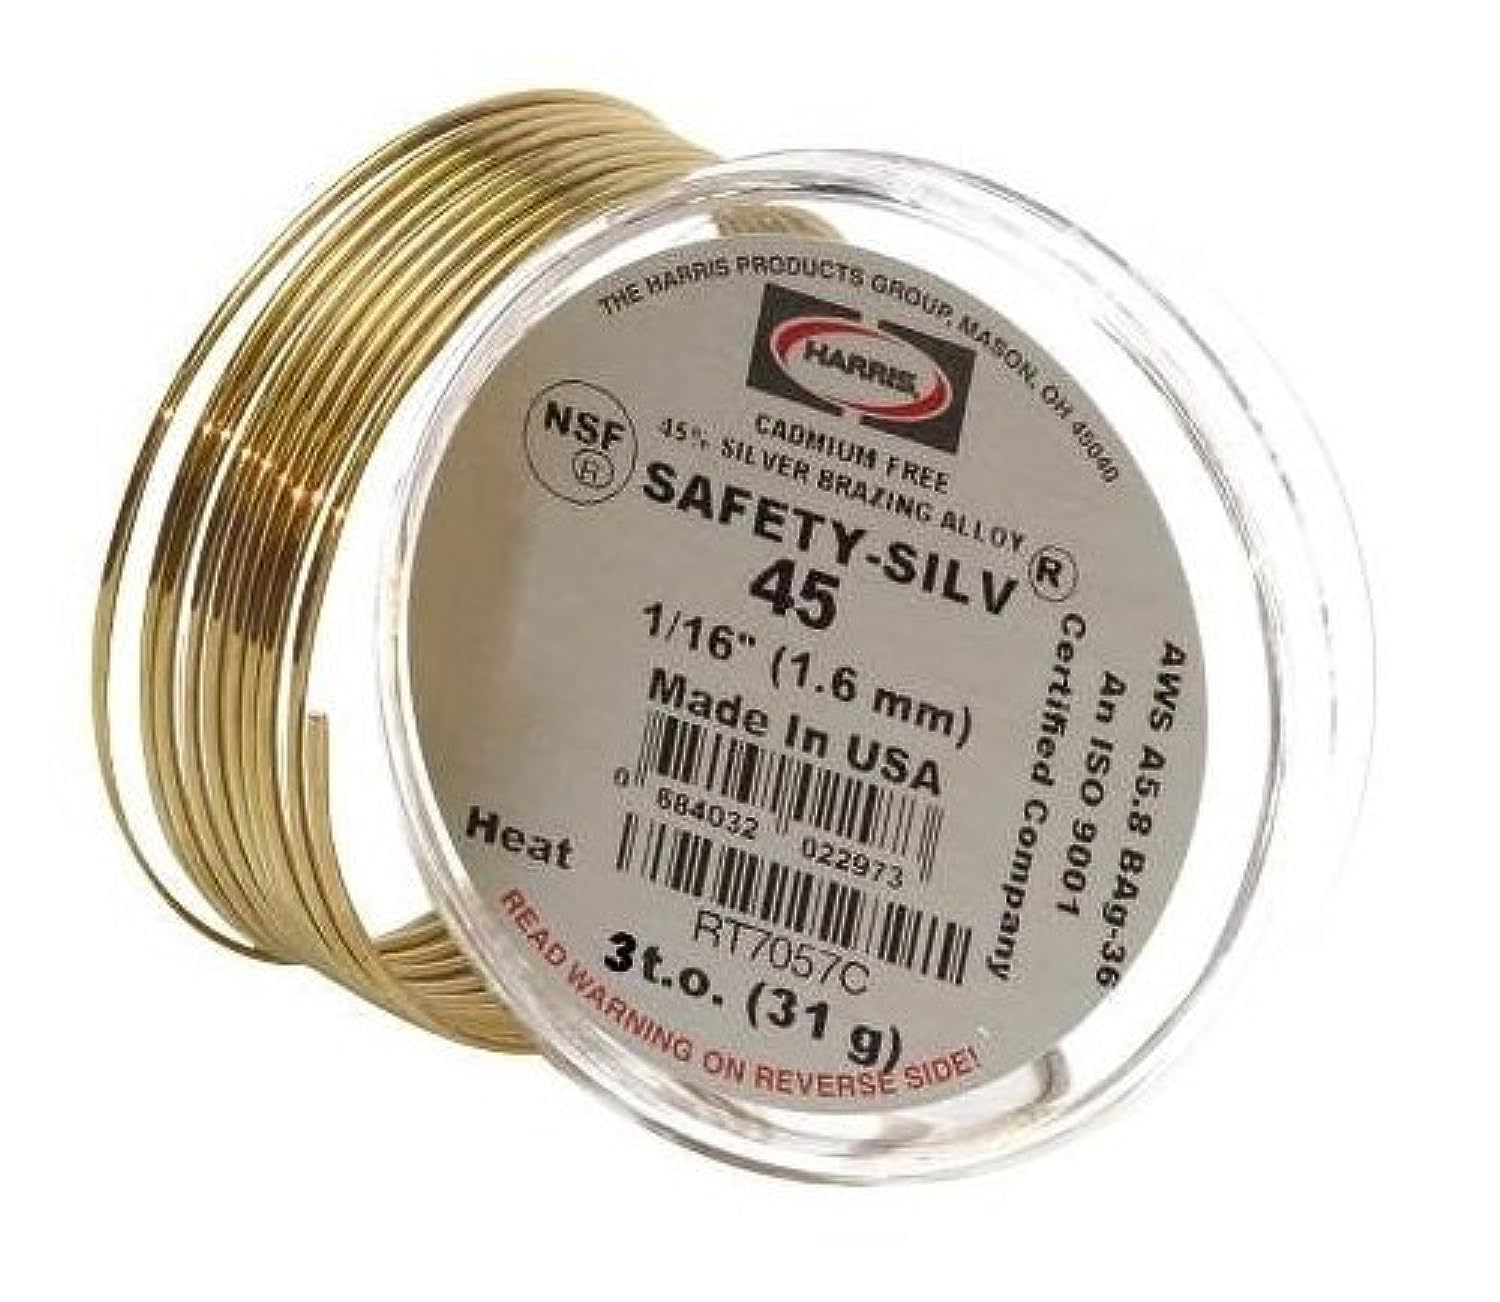 THE HARRIS PRODUCTS GROUP, MASON, OH 45040
HARRIS
CADMIUM FREE
45% SILVER BRAZING ALLOY
NSF
R
SAFETY-SILV R
45
1/16" (1.6 mm)
Made In USA
0 684032 022973
Heat
RT7057C
3t.o. (31 g)
READ WARNING ON REVERSE SIDE!
AWS A5.8 BAg-36
An ISO 9001
Certified Company